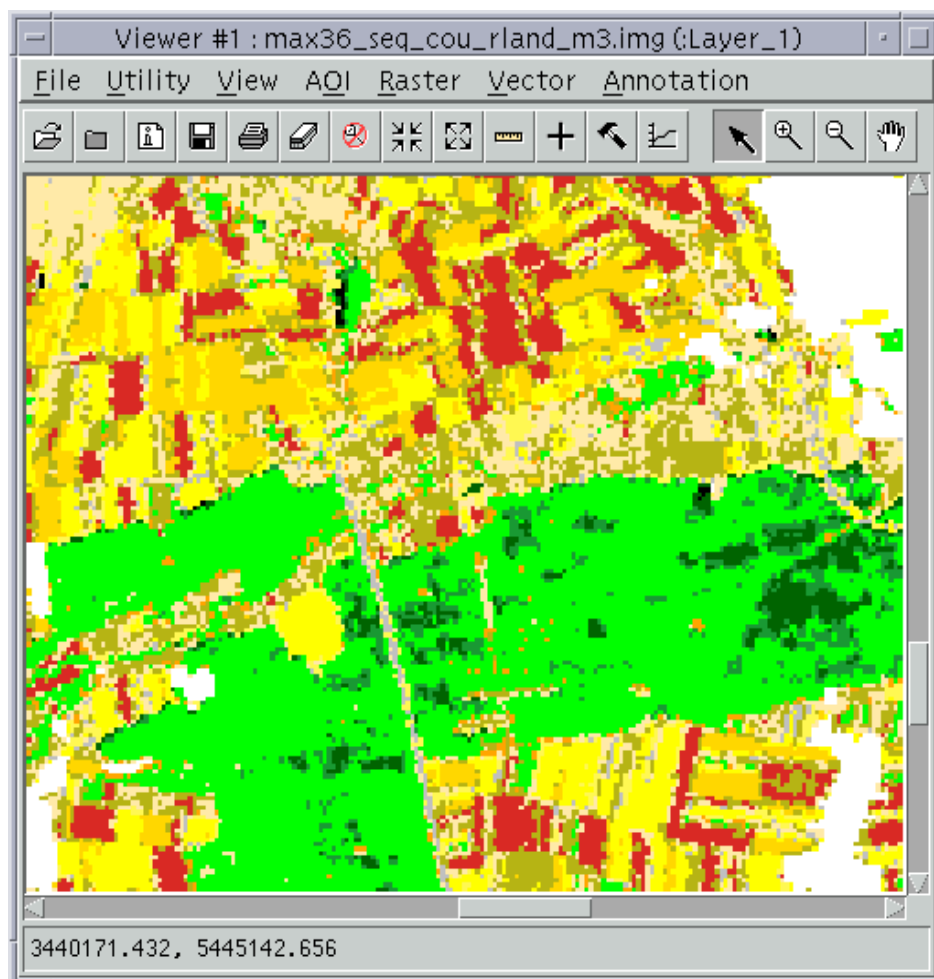 Viewer #1 : max36_seq_cou_rland_m3.img (:Layer_1)
File Utility View AOI Raster Vector Annotation
3440171.432, 5445142.656